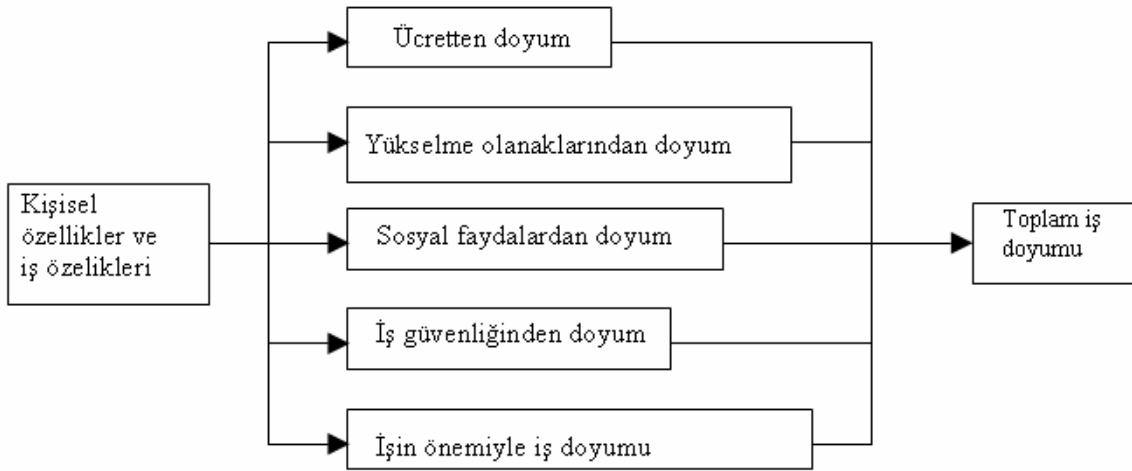 Kişisel
özellikler ve
iş özelikleri
Ücretten doyum
Yükselme olanaklarından doyum
Sosyal faydalardan doyum
İş güvenliğinden doyum
İşin önemiyle iş doyumu
Toplam iş
doyumu